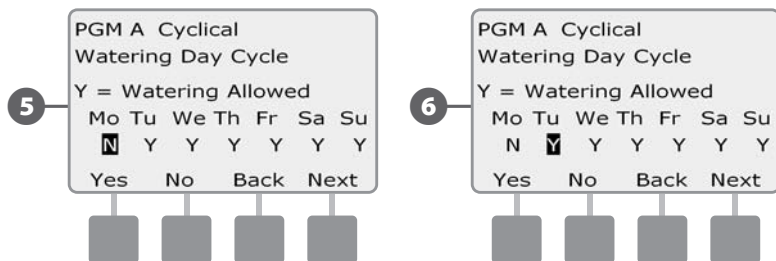 5
PGM A Cyclical
Watering Day Cycle
Y = Watering Allowed
Mo Tu We Th Fr Sa Su
N Y Y Y Y Y Y
Yes No Back Next
6
PGM A Cyclical
Watering Day Cycle
Y = Watering Allowed
Mo Tu We Th Fr Sa Su
N Y Y Y Y Y Y
Yes No Back Next